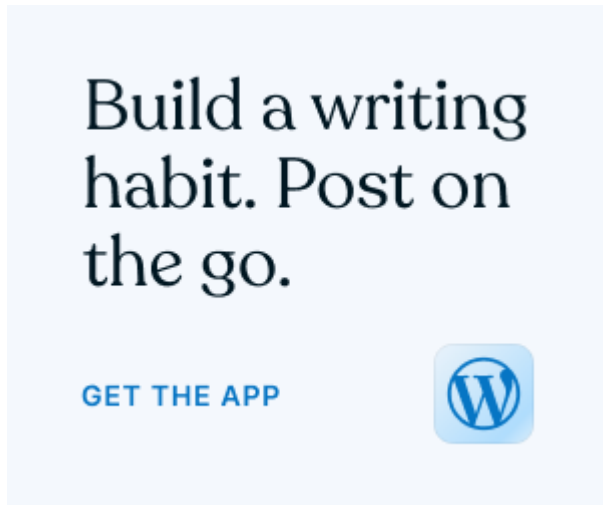 Build a writing
habit. Post on
the go.
GET THE APP